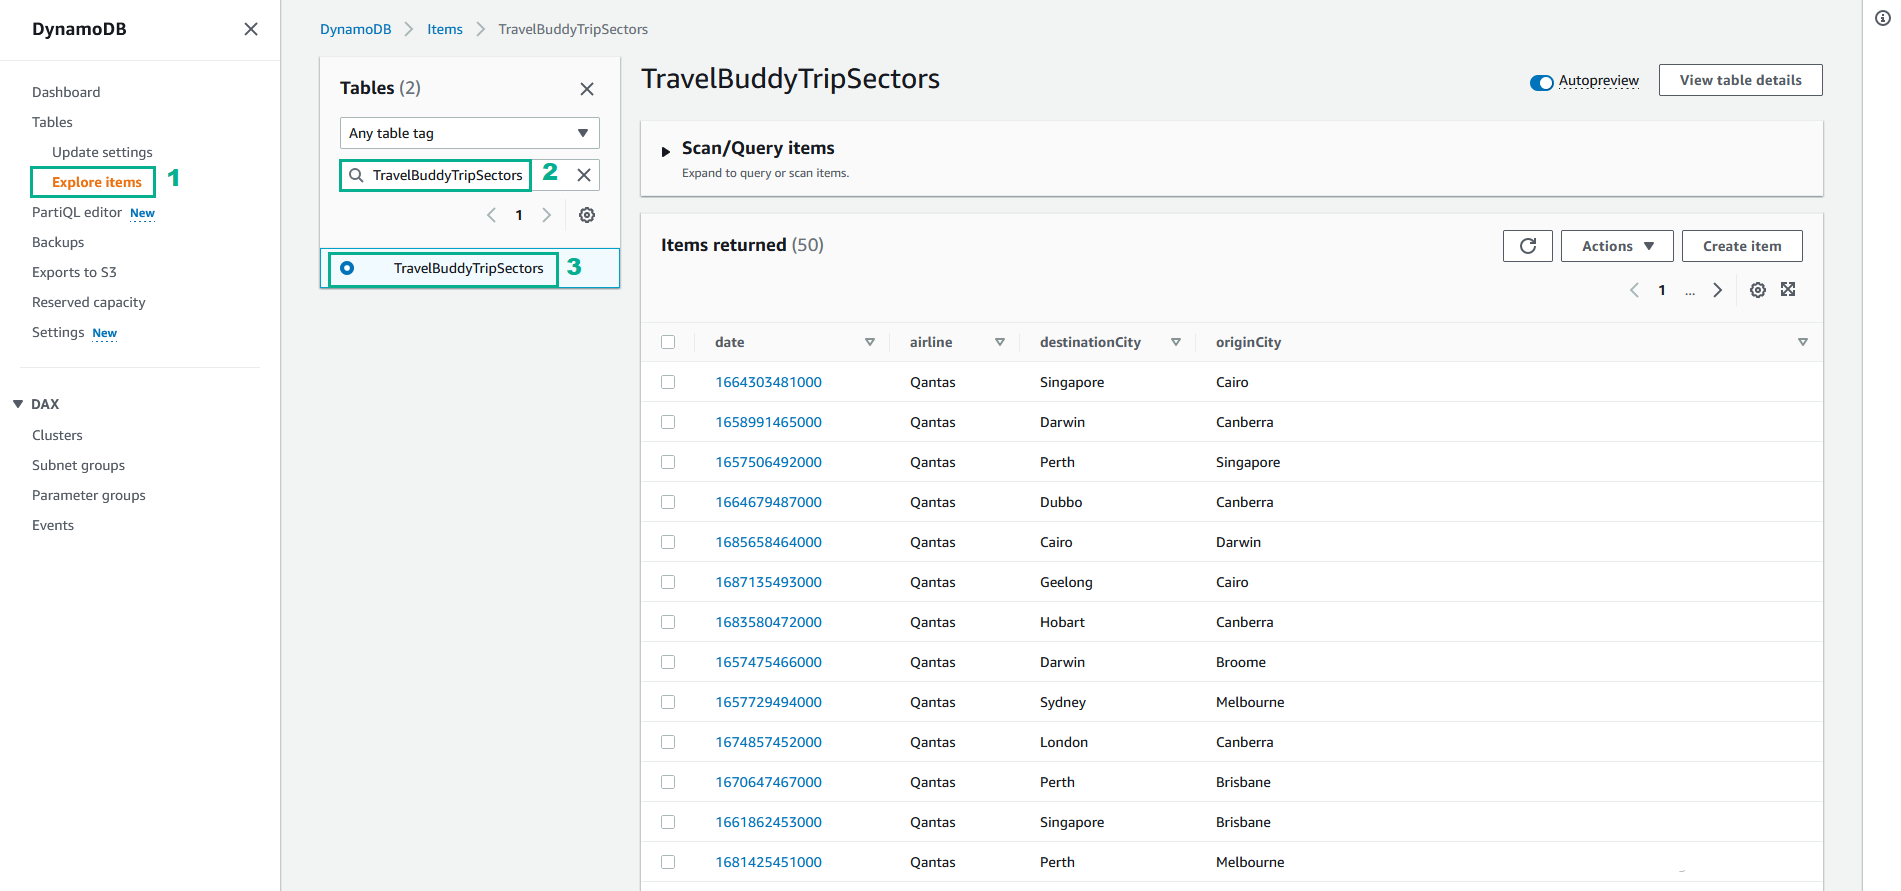 DynamoDB
Dashboard
Tables
Update settings
Explore items 1
PartiQL editor New
Backups
Exports to S3
Reserved capacity
Settings New
DAX
Clusters
Subnet groups
Parameter groups
Events
DynamoDB Items TravelBuddyTripSectors
Tables (2)
Any table tag
TravelBuddyTripSectors 2
1
TravelBuddyTripSectors 3
TravelBuddyTripSectors
Autopreview
View table details
Scan/Query items
Expand to query or scan items.
Items returned (50)
Actions
Create item
1 ...
date airline destinationCity originCity
1664303481000 Qantas Singapore Cairo
1658991465000 Qantas Darwin Canberra
1657506492000 Qantas Perth Singapore
1664679487000 Qantas Dubbo Canberra
1685658464000 Qantas Cairo Darwin
1687135493000 Qantas Geelong Cairo
1683580472000 Qantas Hobart Canberra
1657475466000 Qantas Darwin Broome
1657729494000 Qantas Sydney Melbourne
1674857452000 Qantas London Canberra
1670647467000 Qantas Perth Brisbane
1661862453000 Qantas Singapore Brisbane
1681425451000 Qantas Perth Melbourne